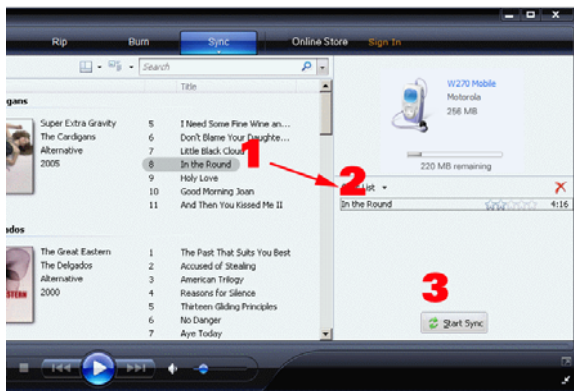 Rip Burn Sync Online Store Sign In
Search
Title
gans
Super Extra Gravity
The Cardigans
Alternative
2005
5 I Need Some Fine Wine an...
6 Don't Blame Your Daughte...
7 Little Black Cloud
8 In the Round
9 Holy Love
10 Good Morning Joan
11 And Then You Kissed Me II
ados
The Great Eastern
The Delgados
Alternative
2000
STERN
1 The Past That Suits You Best
2 Accused of Stealing
3 American Trilogy
4 Reasons for Silence
5 Thirteen Gliding Principles
6 No Danger
7 Aye Today
1
W270 Mobile
Motorola
256 MB
220 MB remaining
2
List
In the Round 4:16
3
Start Sync